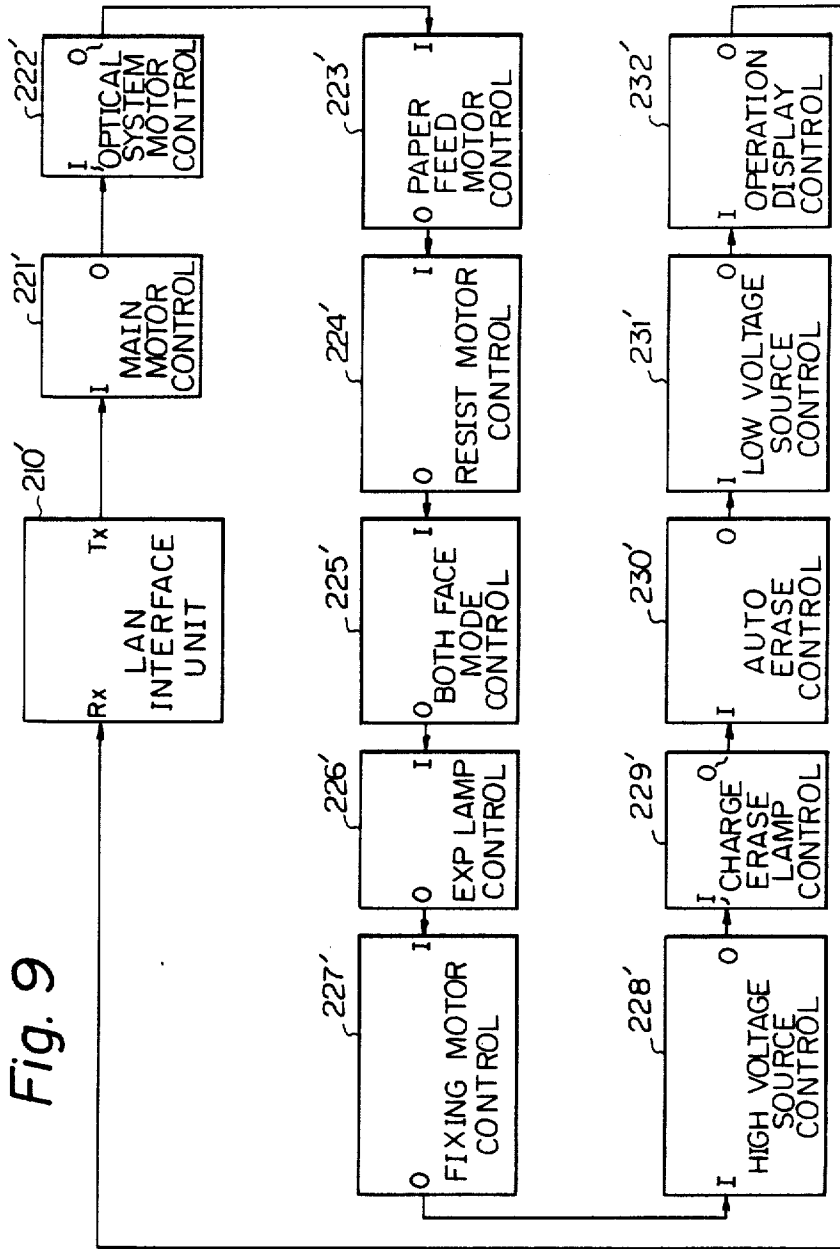 Fig. 9
210'
Rx
Tx
LAN
INTERFACE
UNIT
221'
I
O
MAIN
MOTOR
CONTROL
222'
I
O
OPTICAL
SYSTEM
MOTOR
CONTROL
223'
I
O
PAPER
FEED
MOTOR
CONTROL
224'
I
O
RESIST MOTOR
CONTROL
225'
I
O
BOTH FACE
MODE
CONTROL
226'
I
O
EXP LAMP
CONTROL
227'
I
O
FIXING MOTOR
CONTROL
228'
I
O
HIGH VOLTAGE
SOURCE
CONTROL
229'
I
O
CHARGE
ERASE
LAMP
CONTROL
230'
I
O
AUTO
ERASE
CONTROL
231'
I
O
LOW VOLTAGE
SOURCE
CONTROL
232'
I
O
OPERATION
DISPLAY
CONTROL